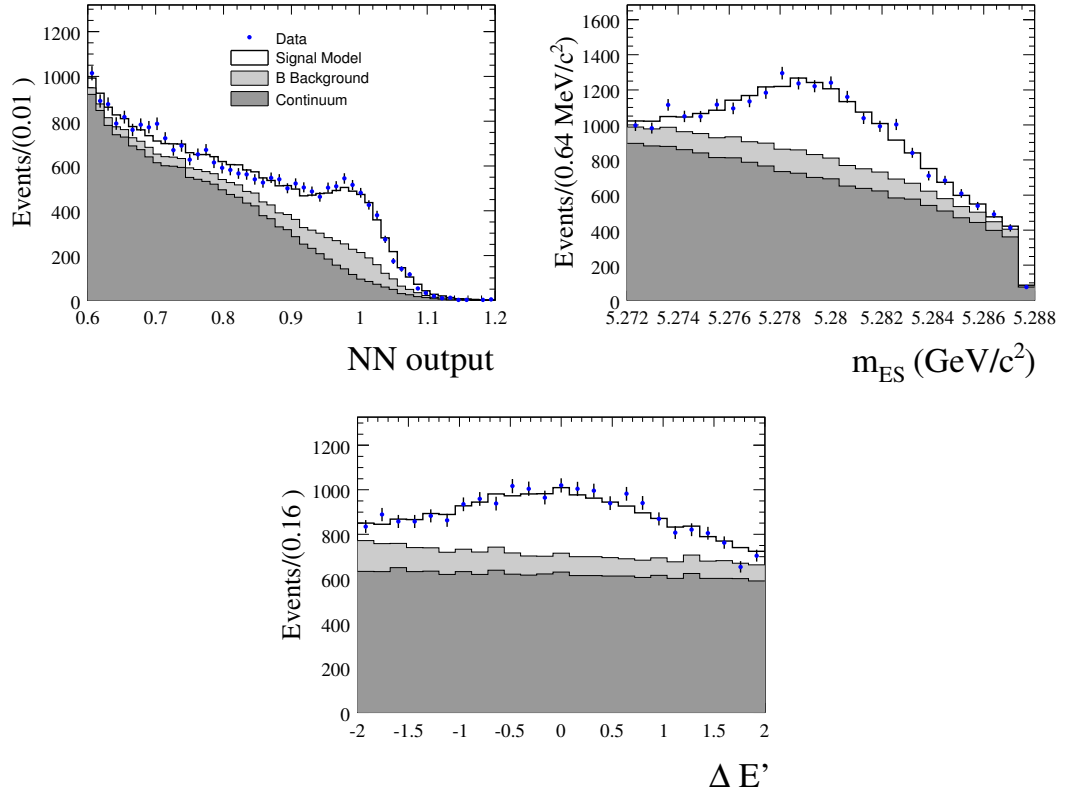 Events/(0.01 )
1200
1000
800
600
400
200
0
Data
Signal Model
B Background
Continuum
0.6 0.7 0.8 0.9 1 1.1 1.2
NN output
Events/(0.64 MeV/c²)
1600
1400
1200
1000
800
600
400
200
0
5.272 5.274 5.276 5.278 5.28 5.282 5.284 5.286 5.288
m_ES (GeV/c²)
Events/(0.16 )
1200
1000
800
600
400
200
0
-2 -1.5 -1 -0.5 0 0.5 1 1.5 2
Δ E'